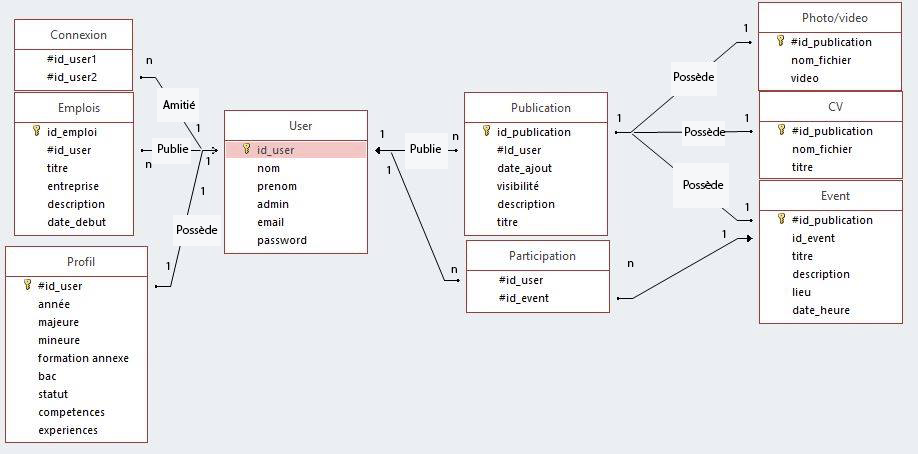 Connexion
#id_user1
#id_user2
n
Amitié
1
Emplois
id_emploi
#id_user
titre
entreprise
description
date_debut
n
Publie
1
1
Possède
1
Profil
#id_user
année
majeure
mineure
formation annexe
bac
statut
competences
experiences
User
id_user
nom
prenom
admin
email
password
1
Publie
n
1
n
Publication
id_publication
#Id_user
date_ajout
visibilité
description
titre
Participation
#id_user
#id_event
n
1
1
Possède
1
Possède
1
Possède
1
Photo/video
#id_publication
nom_fichier
video
CV
#id_publication
nom_fichier
titre
Event
#id_publication
id_event
titre
description
lieu
date_heure